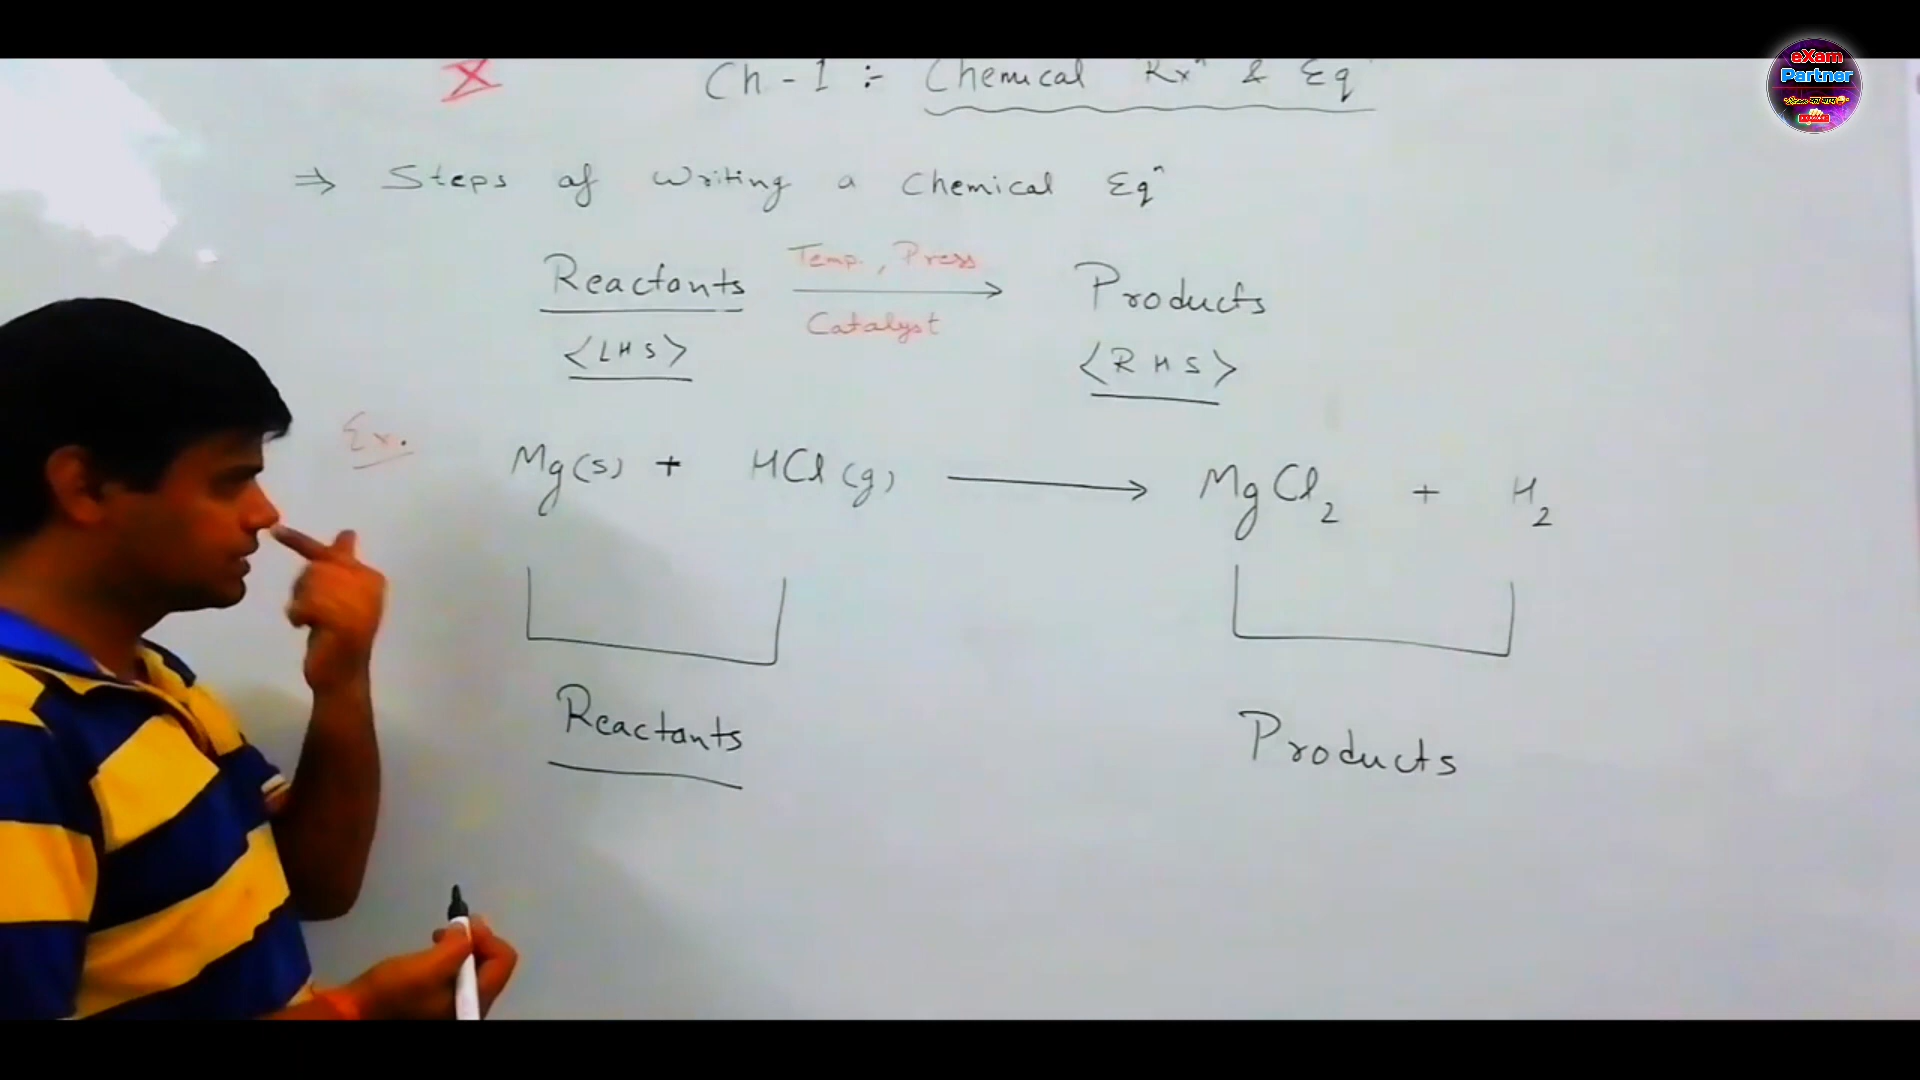 X Ch-1 :- Chemical Rxⁿ & Eqⁿ
⇒ Steps of Writing a Chemical Eqⁿ
Reactants Temp., Press → Products
Catalyst
<LHS> <RHS>
Ex. Mg(s) + HCl(g) → MgCl₂ + H₂
Reactants Products
eXam
Partner